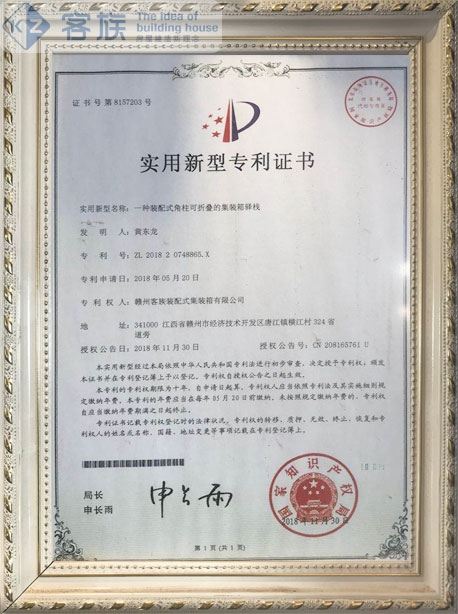 KZ 客族
The idea of
building house
证书号第8157203号
实用新型专利证书
实用新型名称：一种装配式角柱可折叠的集装箱驿栈
发明人：黄东龙
专利号：ZL 2018 2 0748865.X
专利申请日：2018年05月20日
专利权人：赣州客族装配式集装箱有限公司
地址：341000 江西省赣州市经济技术开发区唐江镇横江村324省
道旁
授权公告日：2018年11月30日 授权公告号：CN 208165761 U
本实用新型经过本局依照中华人民共和国专利法进行初步审查，决定授予专利权，颁发
本证书并在专利登记簿上予以登记。专利权自授权公告之日起生效。
本专利的专利权期限为十年，自申请日起算。专利权人应当依照专利法及其实施细则规
定缴纳年费。本专利的年费应当在每年05月20日前缴纳。未按照规定缴纳年费的，专利权
自应当缴纳年费期满之日起终止。
专利证书记载专利权登记时的法律状况。专利权的转移、质押、无效、终止、恢复和专
利权人的姓名或名称、国籍、地址变更等事项记载在专利登记簿上。
局长
申长雨
申长雨
国家知识产权局
2018年11月30日
第1页(共1页)